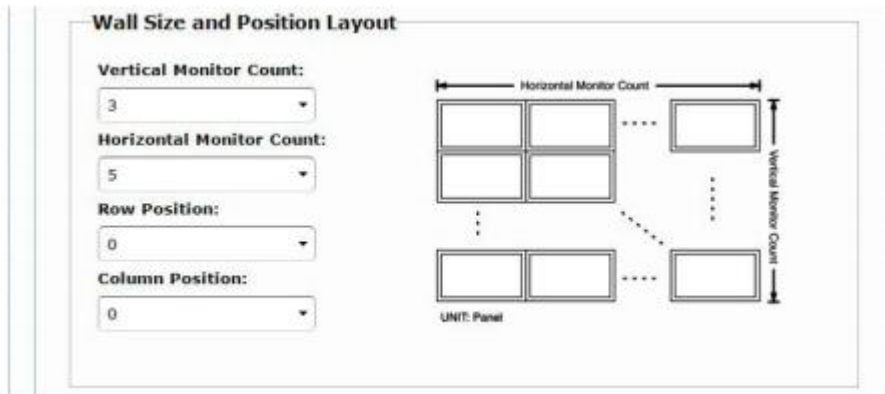 Wall Size and Position Layout
Vertical Monitor Count:
3
Horizontal Monitor Count:
5
Row Position:
0
Column Position:
0
Horizontal Monitor Count
Vertical Monitor Count
UNIT: Panel